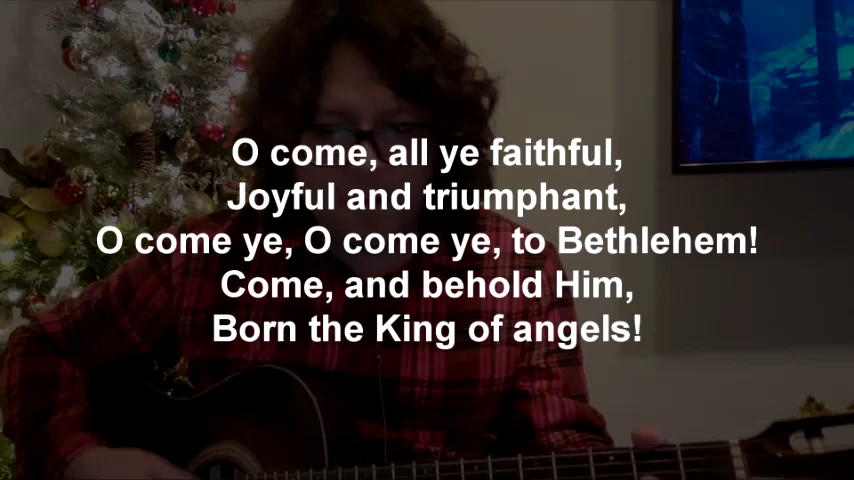 O come, all ye faithful,
Joyful and triumphant,
O come ye, O come ye, to Bethlehem!
Come, and behold Him,
Born the King of angels!